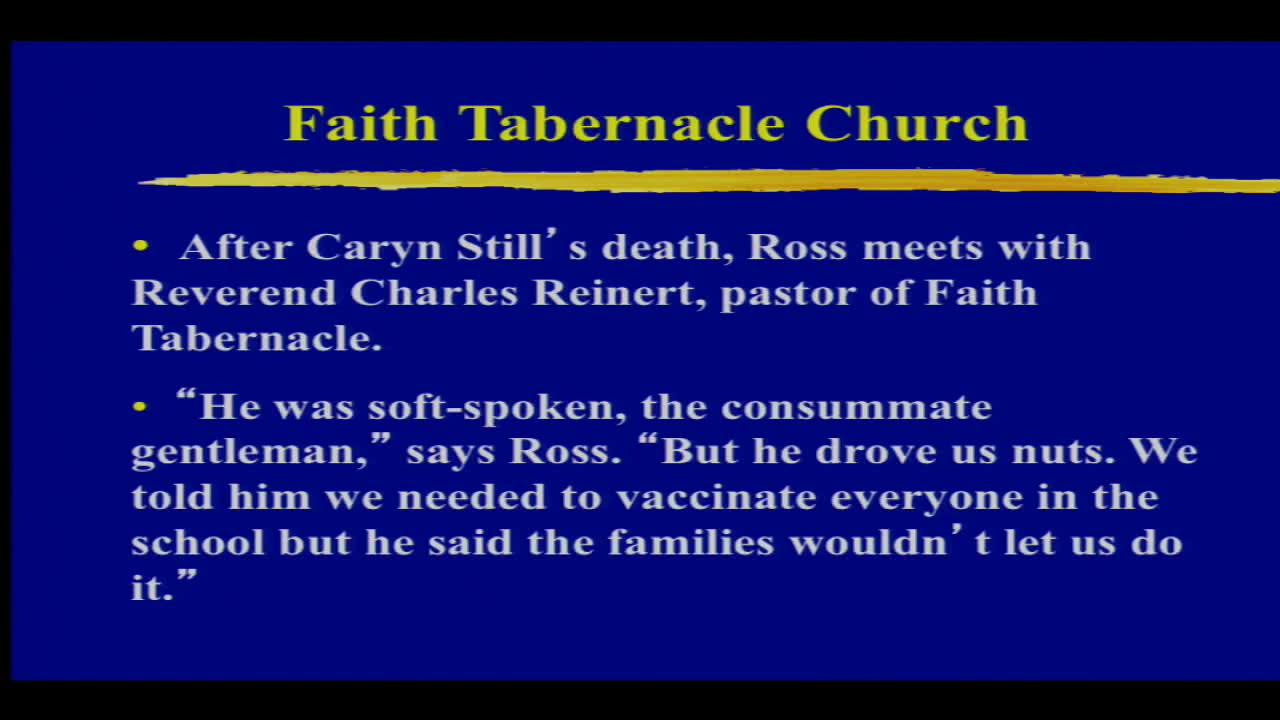 Faith Tabernacle Church
• After Caryn Still’s death, Ross meets with
Reverend Charles Reinert, pastor of Faith
Tabernacle.
• “He was soft-spoken, the consummate
gentleman,” says Ross. “But he drove us nuts. We
told him we needed to vaccinate everyone in the
school but he said the families wouldn’t let us do
it.”